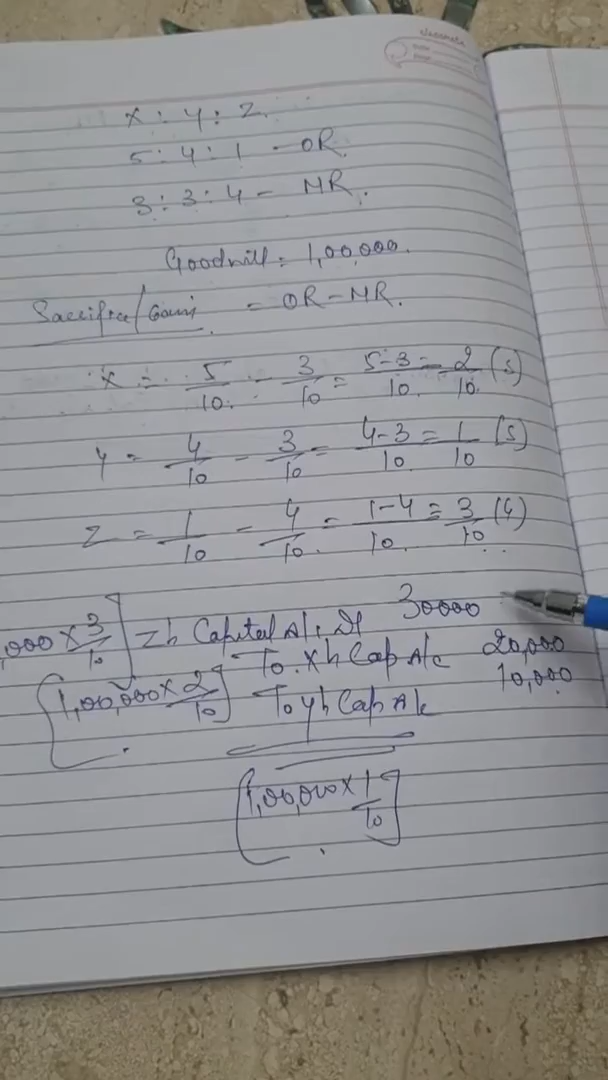 classmate
Date
Page
X : Y : Z
5 : 4 : 1 - OR.
3 : 3 : 4 - NR.
Goodwill = 1,00,000.
Sacrifice/Gain = OR - NR.
X = 5/10 - 3/10 = 5-3/10 = 2/10 (S)
Y = 4/10 - 3/10 = 4-3/10 = 1/10 (S)
Z = 1/10 - 4/10 = 1-4/10 = 3/10 (G)
,000 × 3/10] Z's Capital A/c Dr 30000
To X's Cap A/c 20,000
[1,00,000 × 2/10] To Y's Cap A/c 10,000
[1,00,000 × 1/10]